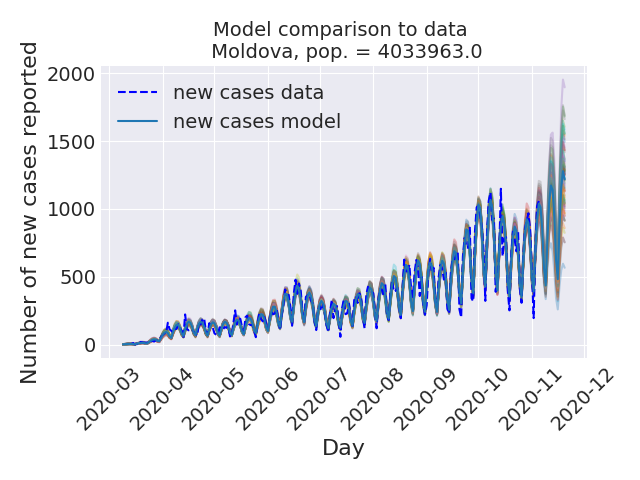 Model comparison to data
Moldova, pop. = 4033963.0
Number of new cases reported
2000
1500
1000
500
0
new cases data
new cases model
2020-03
2020-04
2020-05
2020-06
2020-07
2020-08
2020-09
2020-10
2020-11
2020-12
Day